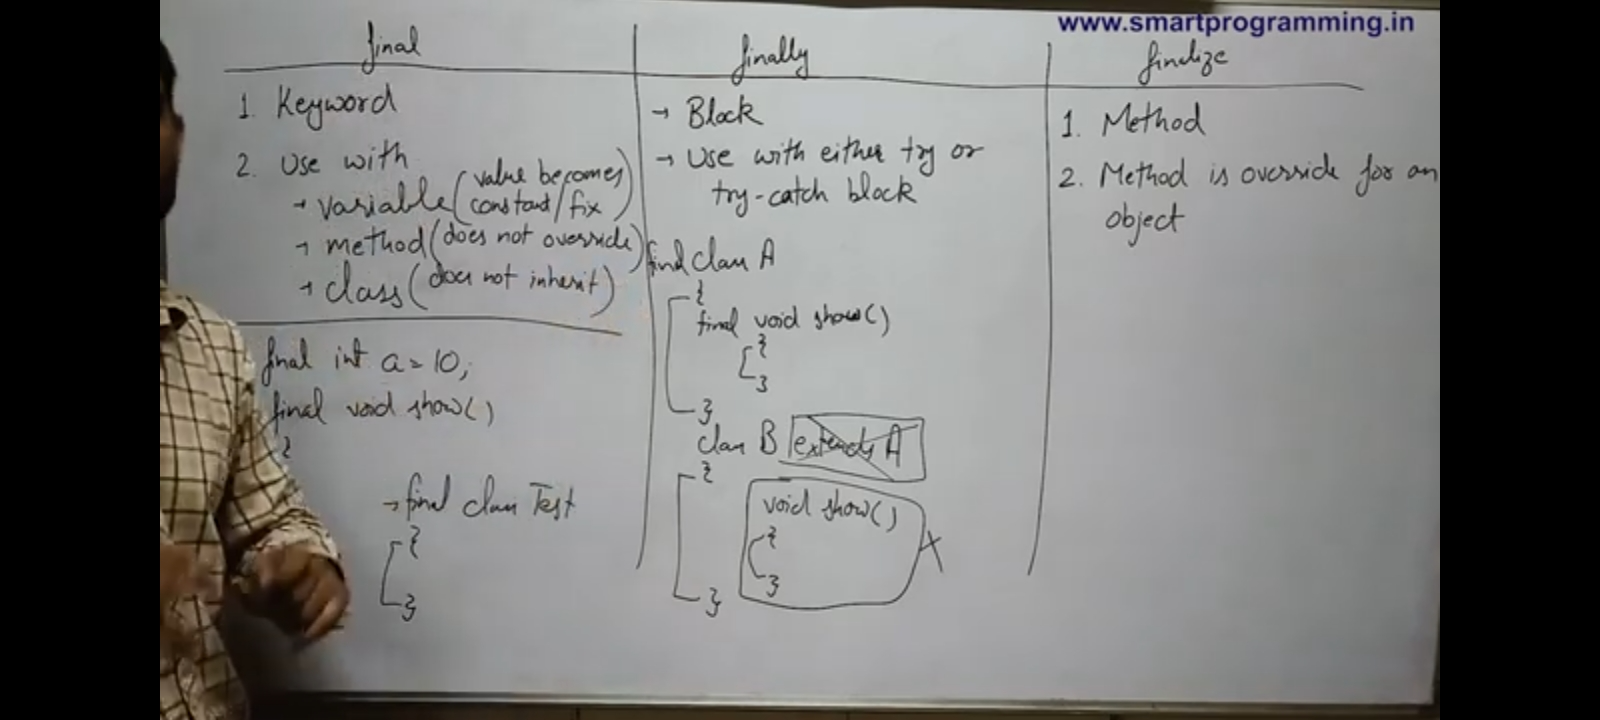 www.smartprogramming.in
final
1. Keyword
2. Use with
→ variable (value becomes constant/fix)
→ method (does not override)
→ class (does not inherit)
final int a = 10;
final void show()
{
→ final class Test
{
}
finally
→ Block
→ Use with either try or
try-catch block
final class A
{
final void show()
{
}
}
class B extends A
{
void show()
{
}
}
X
finalize
1. Method
2. Method is override for an
object